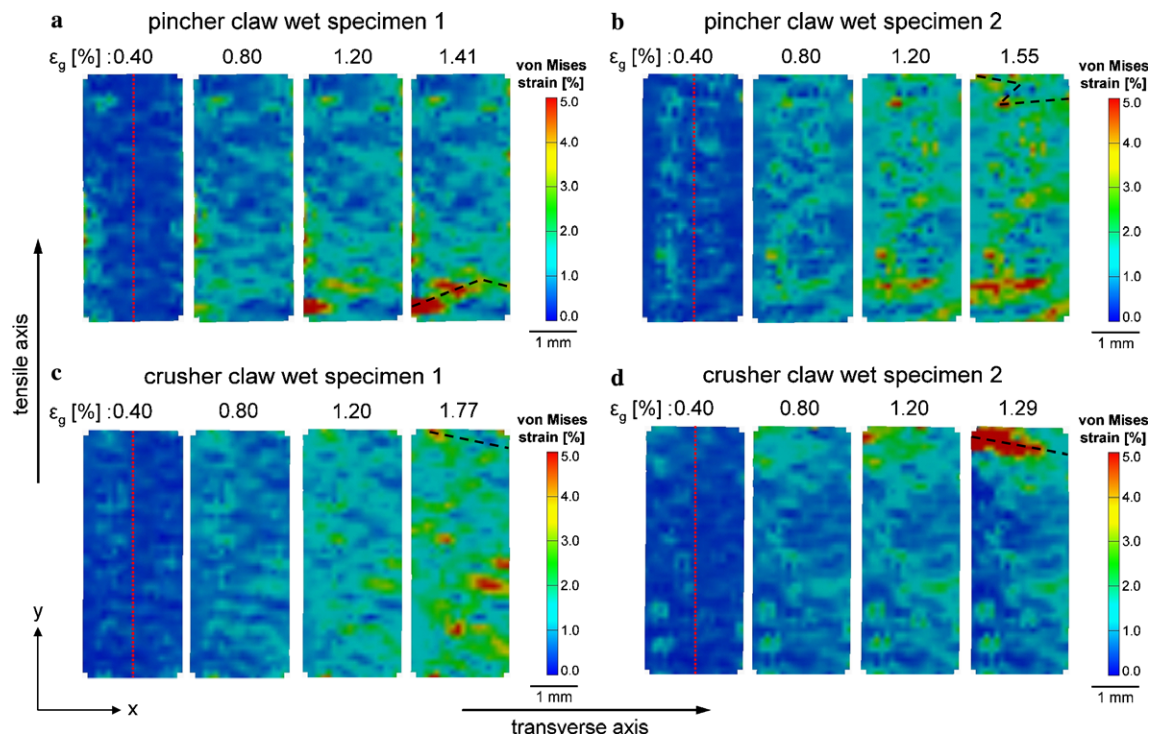 a
pincher claw wet specimen 1
εg [%] :0.40 0.80 1.20 1.41
von Mises
strain [%]
5.0
4.0
3.0
2.0
1.0
0.0
1 mm
b
pincher claw wet specimen 2
εg [%] :0.40 0.80 1.20 1.55
von Mises
strain [%]
5.0
4.0
3.0
2.0
1.0
0.0
1 mm
tensile axis
c
crusher claw wet specimen 1
εg [%] :0.40 0.80 1.20 1.77
von Mises
strain [%]
5.0
4.0
3.0
2.0
1.0
0.0
1 mm
d
crusher claw wet specimen 2
εg [%] :0.40 0.80 1.20 1.29
von Mises
strain [%]
5.0
4.0
3.0
2.0
1.0
0.0
1 mm
y
x
transverse axis